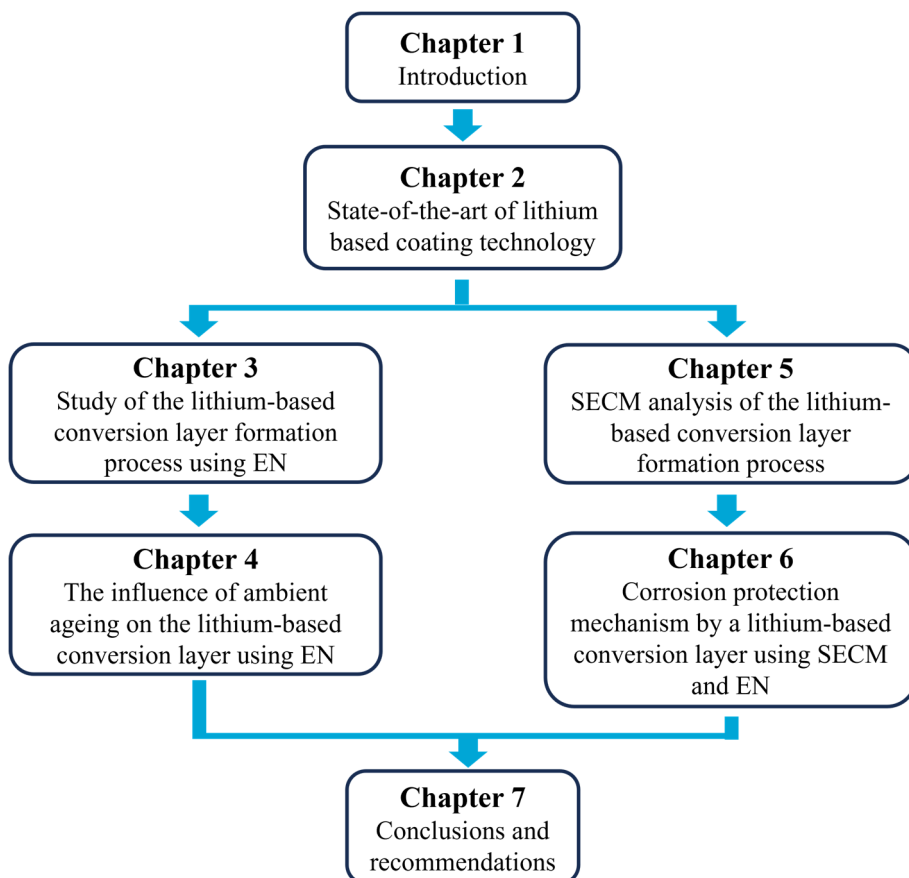 Chapter 1
Introduction
Chapter 2
State-of-the-art of lithium
based coating technology
Chapter 3
Study of the lithium-based
conversion layer formation
process using EN
Chapter 5
SECM analysis of the lithium-
based conversion layer
formation process
Chapter 4
The influence of ambient
ageing on the lithium-based
conversion layer using EN
Chapter 6
Corrosion protection
mechanism by a lithium-based
conversion layer using SECM
and EN
Chapter 7
Conclusions and
recommendations